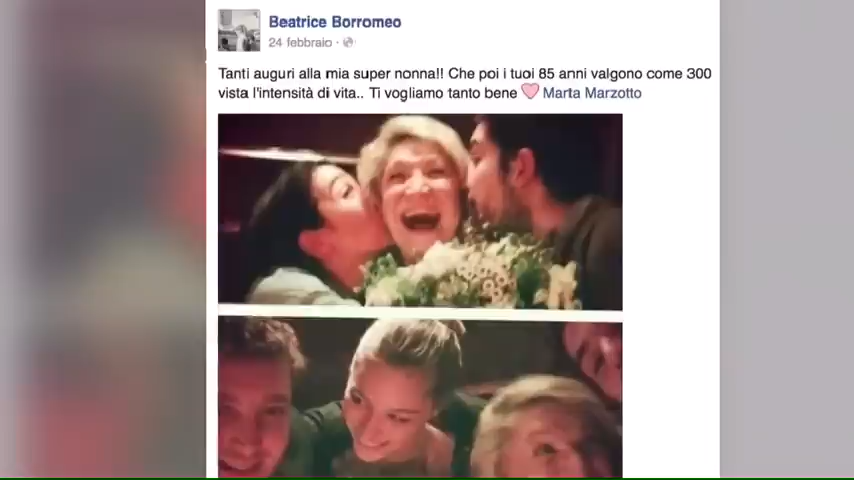 Beatrice Borromeo
24 febbraio ·
Tanti auguri alla mia super nonna!! Che poi i tuoi 85 anni valgono come 300
vista l'intensità di vita.. Ti vogliamo tanto bene 💗 Marta Marzotto